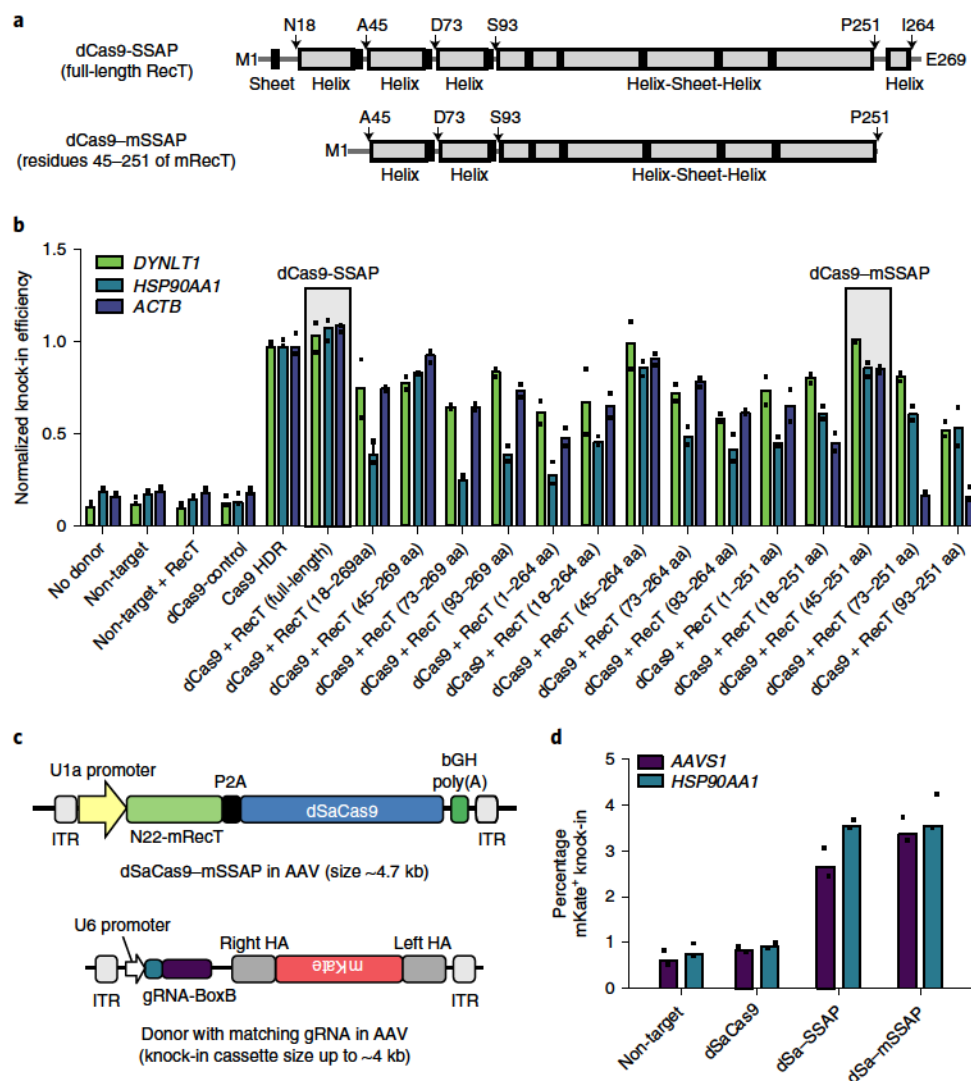 a
N18 A45 D73 S93 P251 I264
dCas9-SSAP
(full-length RecT)
M1 E269
Sheet Helix Helix Helix Helix-Sheet-Helix Helix
A45 D73 S93 P251
dCas9–mSSAP
(residues 45–251 of mRecT)
M1
Helix Helix Helix-Sheet-Helix
b
1.5
1.0
0.5
0
Normalized knock-in efficiency
DYNLT1
HSP90AA1
ACTB
dCas9-SSAP
dCas9–mSSAP
No donor
Non-target
Non-target + RecT
dCas9-control
Cas9 HDR
dCas9 + RecT (full-length)
dCas9 + RecT (18–269aa)
dCas9 + RecT (45–269 aa)
dCas9 + RecT (73–269 aa)
dCas9 + RecT (93–269 aa)
dCas9 + RecT (1–264 aa)
dCas9 + RecT (18–264 aa)
dCas9 + RecT (45–264 aa)
dCas9 + RecT (73–264 aa)
dCas9 + RecT (93–264 aa)
dCas9 + RecT (1–251 aa)
dCas9 + RecT (18–251 aa)
dCas9 + RecT (45–251 aa)
dCas9 + RecT (73–251 aa)
dCas9 + RecT (93–251 aa)
c
U1a promoter
P2A
bGH
poly(A)
dSaCas9
ITR N22-mRecT ITR
dSaCas9–mSSAP in AAV (size ~4.7 kb)
U6 promoter
Right HA Left HA
mKate
ITR gRNA-BoxB ITR
Donor with matching gRNA in AAV
(knock-in cassette size up to ~4 kb)
d
5
4
3
2
1
0
Percentage
mKate+ knock-in
AAVS1
HSP90AA1
Non-target
dSaCas9
dSa–SSAP
dSa–mSSAP